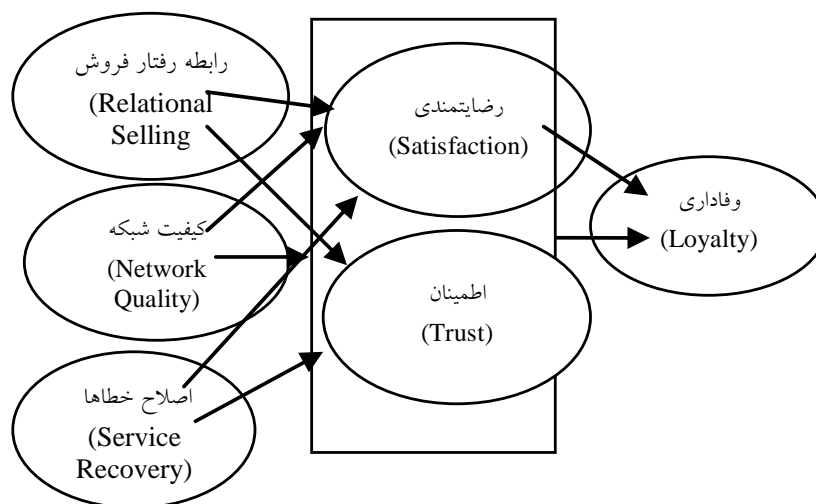 رابطه رفتار فروش
(Relational
Selling
کیفیت شبکه
(Network
Quality)
اصلاح خطاها
(Service
Recovery)
رضایتمندی
(Satisfaction)
اطمینان
(Trust)
وفاداری
(Loyalty)